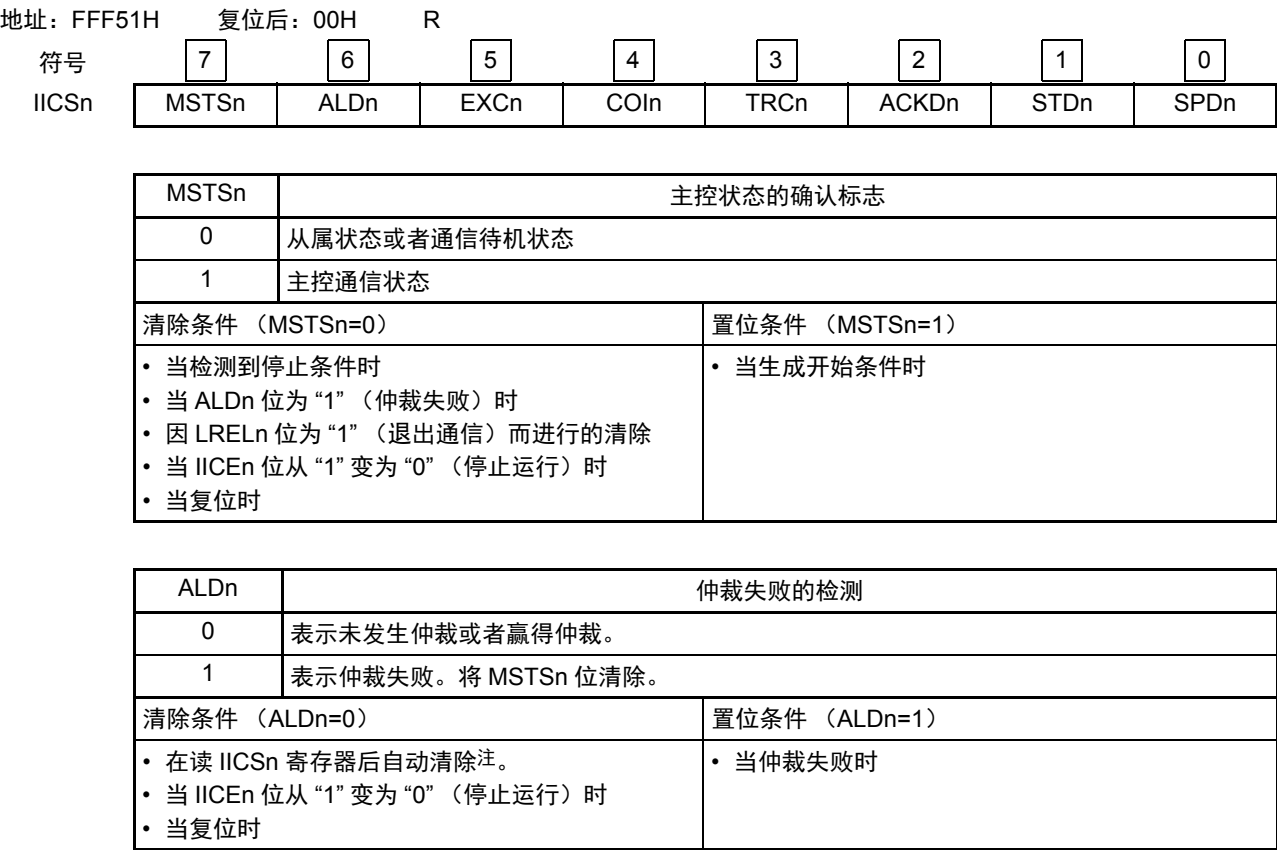 地址：FFF51H 复位后：00H R
符号 7 6 5 4 3 2 1 0
IICSn MSTSn ALDn EXCn COIn TRCn ACKDn STDn SPDn
MSTSn 主控状态的确认标志
0 从属状态或者通信待机状态
1 主控通信状态
清除条件 （MSTSn=0） 置位条件 （MSTSn=1）
• 当检测到停止条件时 • 当生成开始条件时
• 当 ALDn 位为 “1” （仲裁失败）时
• 因 LRELn 位为 “1” （退出通信）而进行的清除
• 当 IICEn 位从 “1” 变为 “0” （停止运行）时
• 当复位时
ALDn 仲裁失败的检测
0 表示未发生仲裁或者赢得仲裁。
1 表示仲裁失败。将 MSTSn 位清除。
清除条件 （ALDn=0） 置位条件 （ALDn=1）
• 在读 IICSn 寄存器后自动清除注。 • 当仲裁失败时
• 当 IICEn 位从 “1” 变为 “0” （停止运行）时
• 当复位时